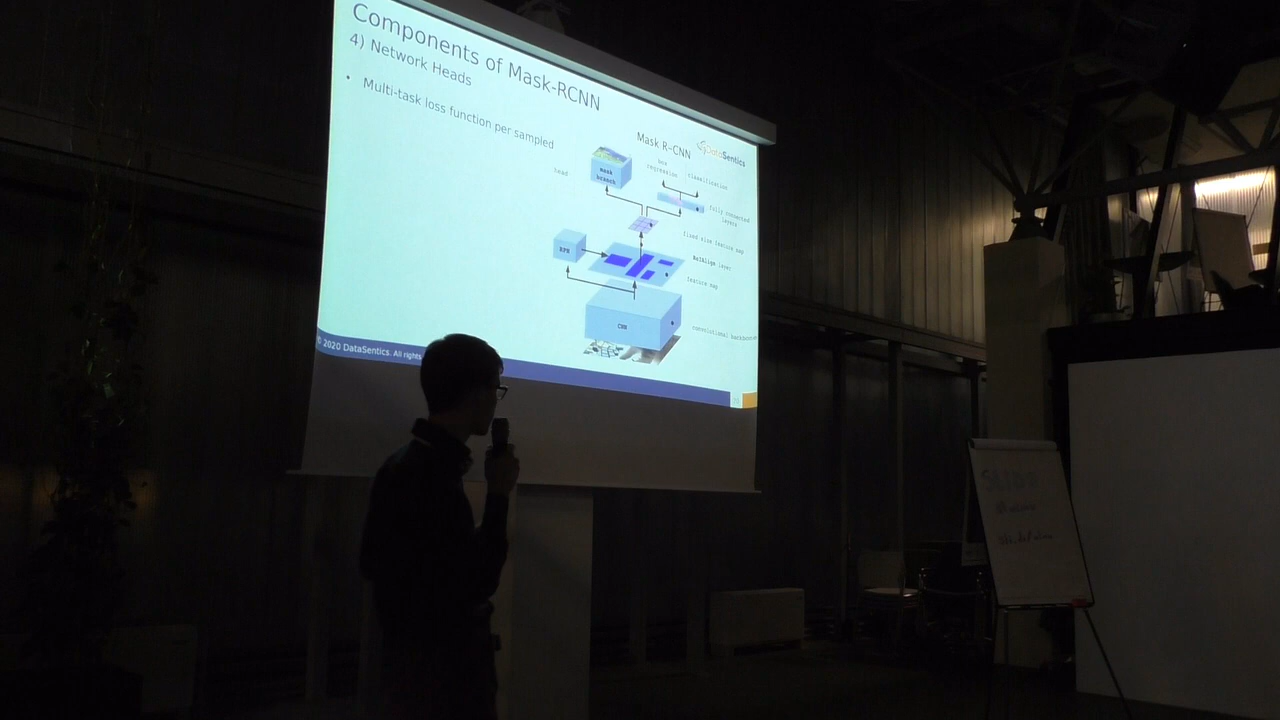 Components of Mask-RCNN
4) Network Heads
• Multi-task loss function per sampled
Mask R-CNN
DataSentics
head
mask
branch
box
regression
classification
fully connected
layers
fixed size feature map
RPN
RoIAlign layer
feature map
CNN
convolutional backbone
© 2020 DataSentics. All rights